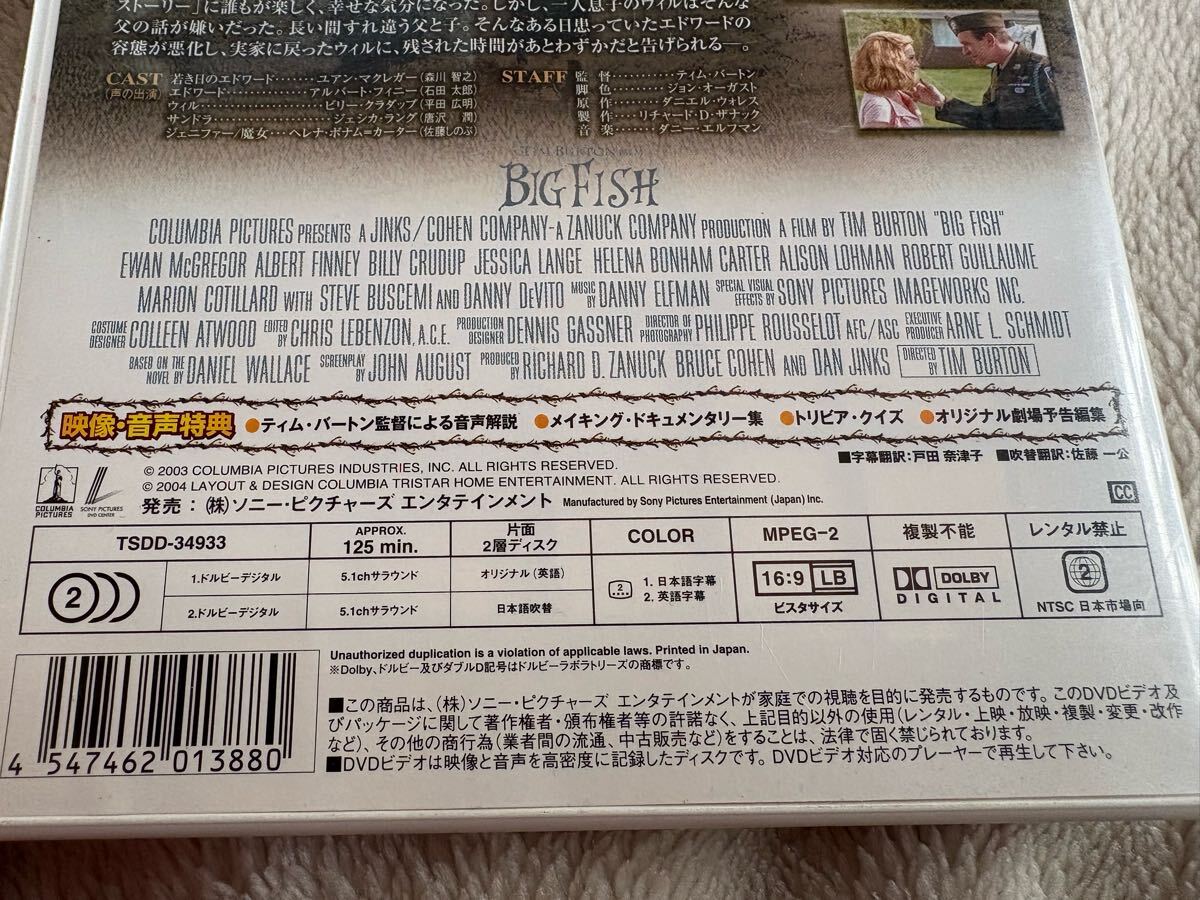 ストーリー」に誰もが楽しく、幸せな気分になった。しかし、一人息子のウィルはそんな
父の話が嫌いだった。長い間すれ違う父と子。そんなある日患っていたエドワードの
容態が悪化し、実家に戻ったウィルに、残された時間があとわずかだと告げられる―。
CAST 若き日のエドワード‥‥‥ユアン・マクレガー(森川 智之)
(声の出演) エドワード‥‥‥‥‥アルバート・フィニー(石田 太郎)
ウィル‥‥‥‥‥‥‥ビリー・クラダップ(平田 広明)
サンドラ‥‥‥‥‥‥ジェシカ・ラング(唐沢 潤)
ジェニファー/魔女‥‥ヘレナ・ボナム=カーター(佐藤しのぶ)
STAFF 監 督‥‥‥‥‥ティム・バートン
脚 色‥‥‥‥‥ジョン・オーガスト
原 作‥‥‥‥ダニエル・ウォレス
製 作‥‥‥リチャード・D・ザナック
音 楽‥‥‥‥ダニー・エルフマン
BIG FISH
COLUMBIA PICTURES PRESENTS A JINKS/COHEN COMPANY-A ZANUCK COMPANY PRODUCTION A FILM BY TIM BURTON "BIG FISH"
EWAN McGREGOR ALBERT FINNEY BILLY CRUDUP JESSICA LANGE HELENA BONHAM CARTER ALISON LOHMAN ROBERT GUILLAUME
MARION COTILLARD WITH STEVE BUSCEMI AND DANNY DeVITO MUSIC BY DANNY ELFMAN SPECIAL VISUAL EFFECTS BY SONY PICTURES IMAGEWORKS INC.
COSTUME DESIGNER COLLEEN ATWOOD EDITED BY CHRIS LEBENZON, A.C.E. PRODUCTION DESIGNER DENNIS GASSNER DIRECTOR OF PHOTOGRAPHY PHILIPPE ROUSSELOT AFC/ASC EXECUTIVE PRODUCER ARNE L. SCHMIDT
BASED ON THE NOVEL BY DANIEL WALLACE SCREENPLAY BY JOHN AUGUST PRODUCED BY RICHARD D. ZANUCK BRUCE COHEN AND DAN JINKS DIRECTED BY TIM BURTON
映像・音声特典 ●ティム・バートン監督による音声解説 ●メイキング・ドキュメンタリー集 ●トリビア・クイズ ●オリジナル劇場予告編集
■字幕翻訳:戸田 奈津子 ■吹替翻訳:佐藤 一公
COLUMBIA PICTURES
SONY PICTURES DVD CENTER
© 2003 COLUMBIA PICTURES INDUSTRIES, INC. ALL RIGHTS RESERVED.
© 2004 LAYOUT & DESIGN COLUMBIA TRISTAR HOME ENTERTAINMENT. ALL RIGHTS RESERVED.
発売:(株)ソニー・ピクチャーズ エンタテインメント Manufactured by Sony Pictures Entertainment (Japan) Inc.
CC
TSDD-34933 APPROX. 125 min. 片面 2層ディスク COLOR MPEG-2 複製不能 レンタル禁止
2 1.ドルビーデジタル 5.1chサラウンド オリジナル(英語)
2.ドルビーデジタル 5.1chサラウンド 日本語吹替
2 1. 日本語字幕
2. 英語字幕
16:9 LB
ビスタサイズ
DOLBY
DIGITAL
2
NTSC 日本市場向
Unauthorized duplication is a violation of applicable laws. Printed in Japan.
※Dolby、ドルビー及びダブルD記号はドルビーラボラトリーズの商標です。
4 547462 013880
■この商品は、(株)ソニー・ピクチャーズ エンタテインメントが家庭での視聴を目的に発売するものです。このDVDビデオ及
びパッケージに関して著作権者・頒布権者等の許諾なく、上記目的以外の使用(レンタル・上映・放映・複製・変更・改作
など)、その他の商行為(業者間の流通、中古販売など)をすることは、法律で固く禁じられております。
■DVDビデオは映像と音声を高密度に記録したディスクです。DVDビデオ対応のプレーヤーで再生して下さい。